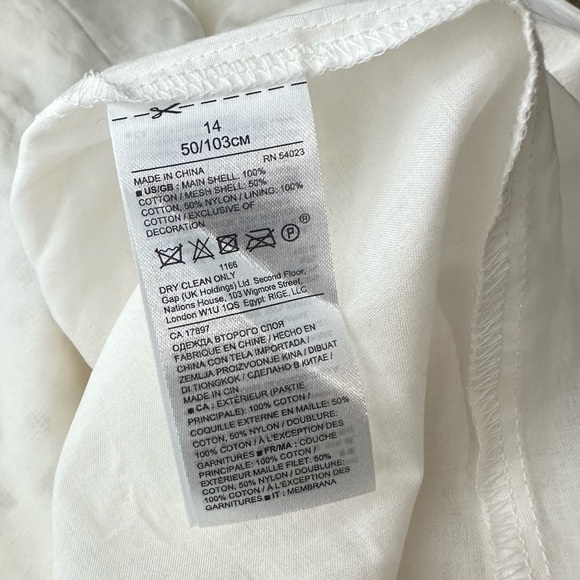 14
50/103CM
MADE IN CHINA RN 54023
■ US/GB : MAIN SHELL: 100%
COTTON / MESH SHELL: 50%
COTTON, 50% NYLON / LINING: 100%
COTTON / EXCLUSIVE OF
DECORATION
P ®
1166
DRY CLEAN ONLY
Gap (UK Holdings) Ltd. Second Floor,
Nations House, 103 Wigmore Street,
London W1U 1QS Egypt: RIGE, LLC
CA 17897
ОДЕЖДА ВТОРОГО СЛОЯ
FABRIQUÉ EN CHINE / HECHO EN
CHINA CON TELA IMPORTADA /
ZEMLJA PROIZVODNJE KINA / DIBUAT
DI TIONGKOK / СДЕЛАНО В КИТАЕ /
MADE IN CIN
■ CA : EXTÉRIEUR (PARTIE
PRINCIPALE): 100% COTON /
COQUILLE EXTERNE EN MAILLE: 50%
COTON, 50% NYLON / DOUBLURE:
100% COTON / À L'EXCEPTION DES
GARNITURES ■ FR/MA : COUCHE
PRINCIPALE: 100% COTON /
EXTÉRIEUR MAILLE FILET: 50%
COTON, 50% NYLON / DOUBLURE:
100% COTON / À L'EXCEPTION DES
GARNITURES ■ IT : MEMBRANA